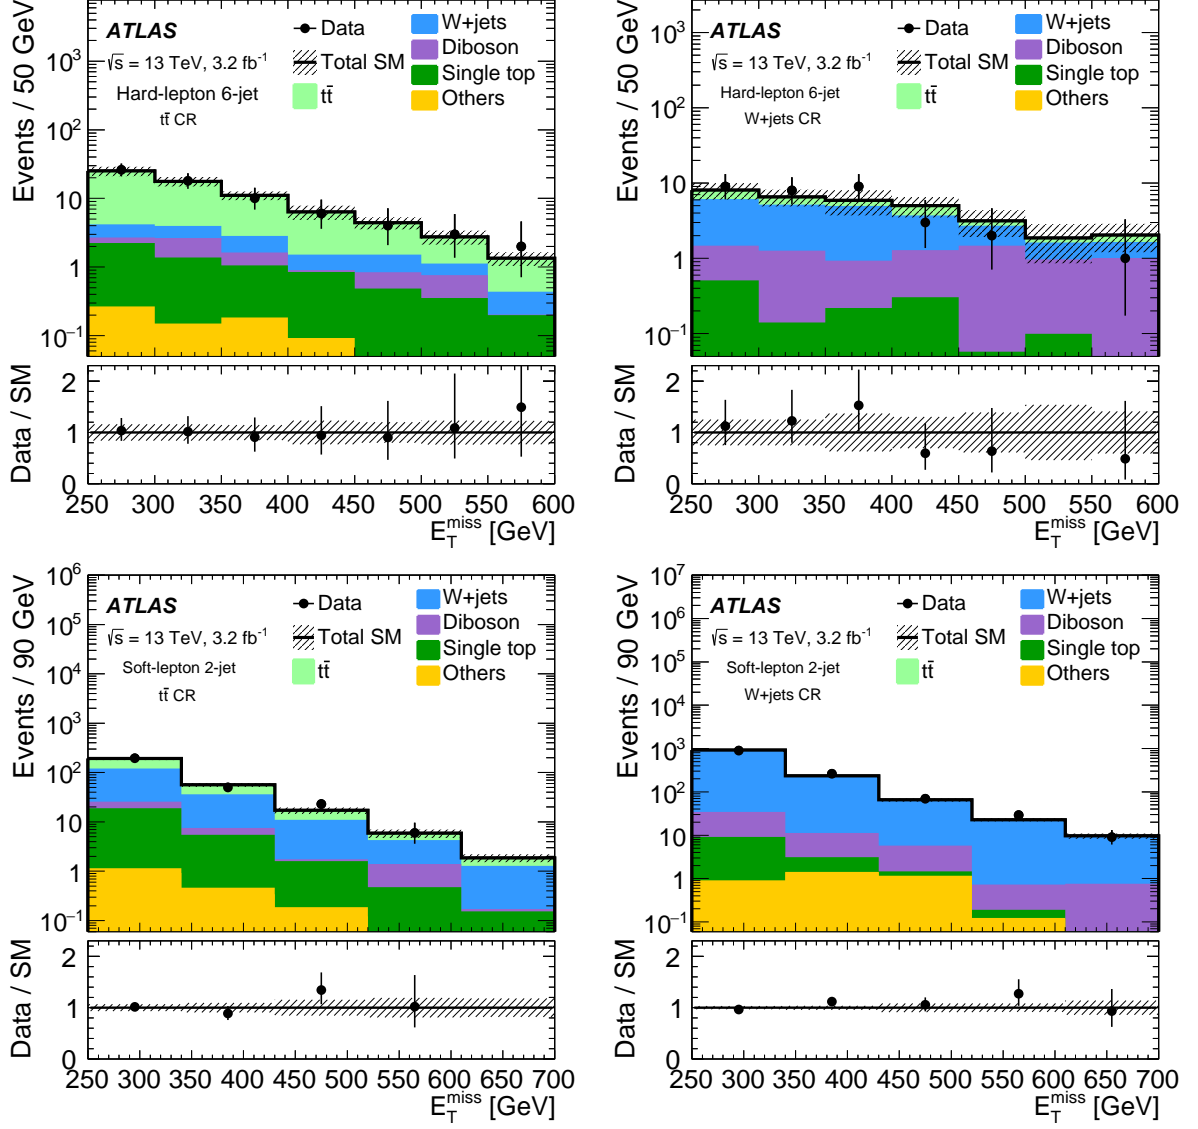 Events / 50 GeV
10³
10²
10
1
10⁻¹
ATLAS
√s = 13 TeV, 3.2 fb⁻¹
Hard-lepton 6-jet
tt̄ CR
Data
Total SM
tt̄
W+jets
Diboson
Single top
Others
Data / SM
2
1
0
250 300 350 400 450 500 550 600
E_T^miss [GeV]
Events / 50 GeV
10³
10²
10
1
10⁻¹
ATLAS
√s = 13 TeV, 3.2 fb⁻¹
Hard-lepton 6-jet
W+jets CR
Data
Total SM
tt̄
W+jets
Diboson
Single top
Others
Data / SM
2
1
0
250 300 350 400 450 500 550 600
E_T^miss [GeV]
Events / 90 GeV
10⁶
10⁵
10⁴
10³
10²
10
1
10⁻¹
ATLAS
√s = 13 TeV, 3.2 fb⁻¹
Soft-lepton 2-jet
tt̄ CR
Data
Total SM
tt̄
W+jets
Diboson
Single top
Others
Data / SM
2
1
0
250 300 350 400 450 500 550 600 650 700
E_T^miss [GeV]
Events / 90 GeV
10⁷
10⁶
10⁵
10⁴
10³
10²
10
1
10⁻¹
ATLAS
√s = 13 TeV, 3.2 fb⁻¹
Soft-lepton 2-jet
W+jets CR
Data
Total SM
tt̄
W+jets
Diboson
Single top
Others
Data / SM
2
1
0
250 300 350 400 450 500 550 600 650 700
E_T^miss [GeV]